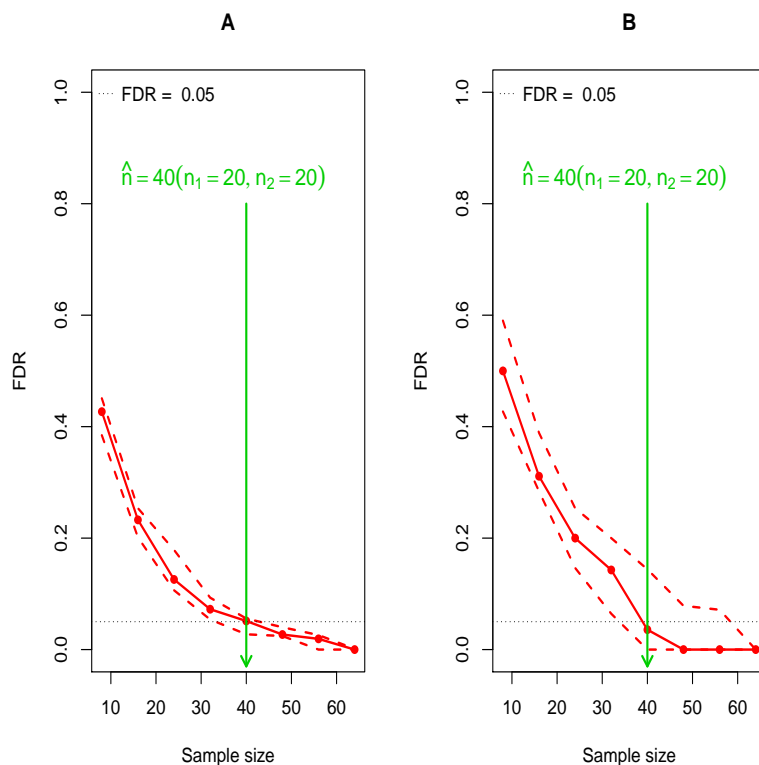 A
FDR = 0.05
n̂ = 40(n₁ = 20, n₂ = 20)
FDR
1.0
0.8
0.6
0.4
0.2
0.0
10 20 30 40 50 60
Sample size
B
FDR = 0.05
n̂ = 40(n₁ = 20, n₂ = 20)
FDR
1.0
0.8
0.6
0.4
0.2
0.0
10 20 30 40 50 60
Sample size